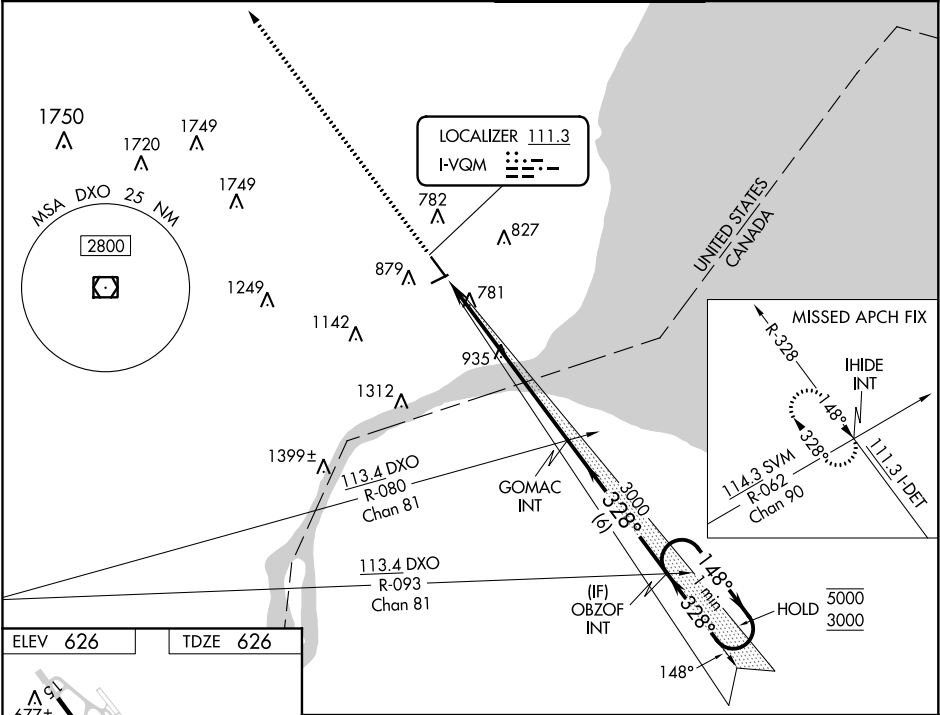 1750
1720
1749
1749
MSA DXO 25 NM
2800
1249
1142
1312
1399±
LOCALIZER 111.3
I-VQM
782
827
879
781
935
UNITED STATES
CANADA
MISSED APCH FIX
R-328
IHIDE
INT
148°
328°
114.3 SVM
R-062
Chan 90
111.3 I-DET
113.4 DXO
R-080
Chan 81
GOMAC
INT
3000
328°
(6)
113.4 DXO
R-093
Chan 81
(IF)
OBZOF
INT
148°
1 min
328°
HOLD
5000
3000
148°
ELEV 626
TDZE 626
15
677±